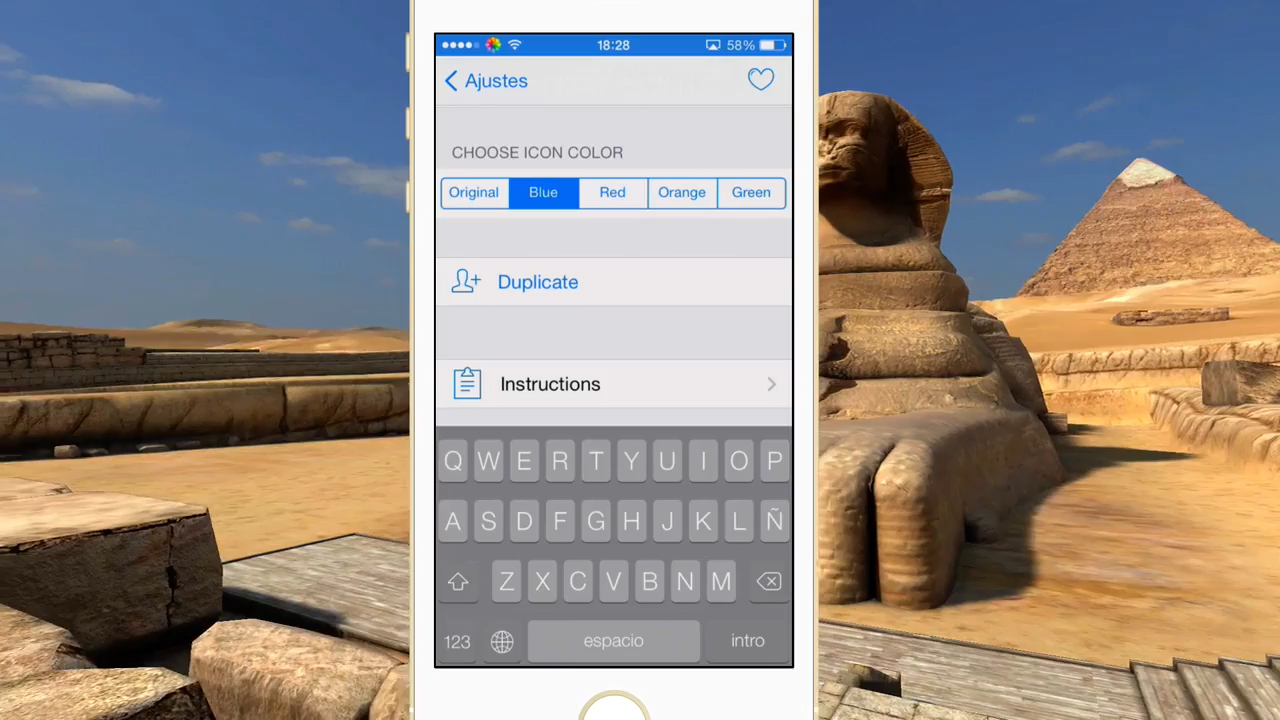 18:28 58%
Ajustes
CHOOSE ICON COLOR
Original Blue Red Orange Green
Duplicate
Instructions
Q W E R T Y U I O P
A S D F G H J K L Ñ
Z X C V B N M
123 espacio intro